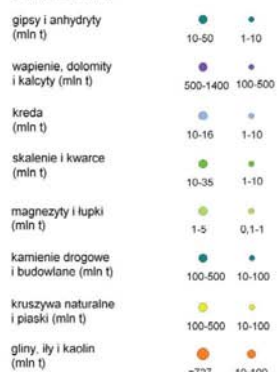 gipsy i anhydryty
(mln t)
10-50 1-10
wapienie, dolomity
i kalcyty (mln t)
500-1400 100-500
kreda
(mln t)
10-16 1-10
skalenie i kwarce
(mln t)
10-35 1-10
magnezyty i łupki
(mln t)
1-5 0,1-1
kamienie drogowe
i budowlane (mln t)
100-500 10-100
kruszywa naturalne
i piaski (mln t)
100-500 10-100
gliny, iły i kaolin
(mln t)
10-100